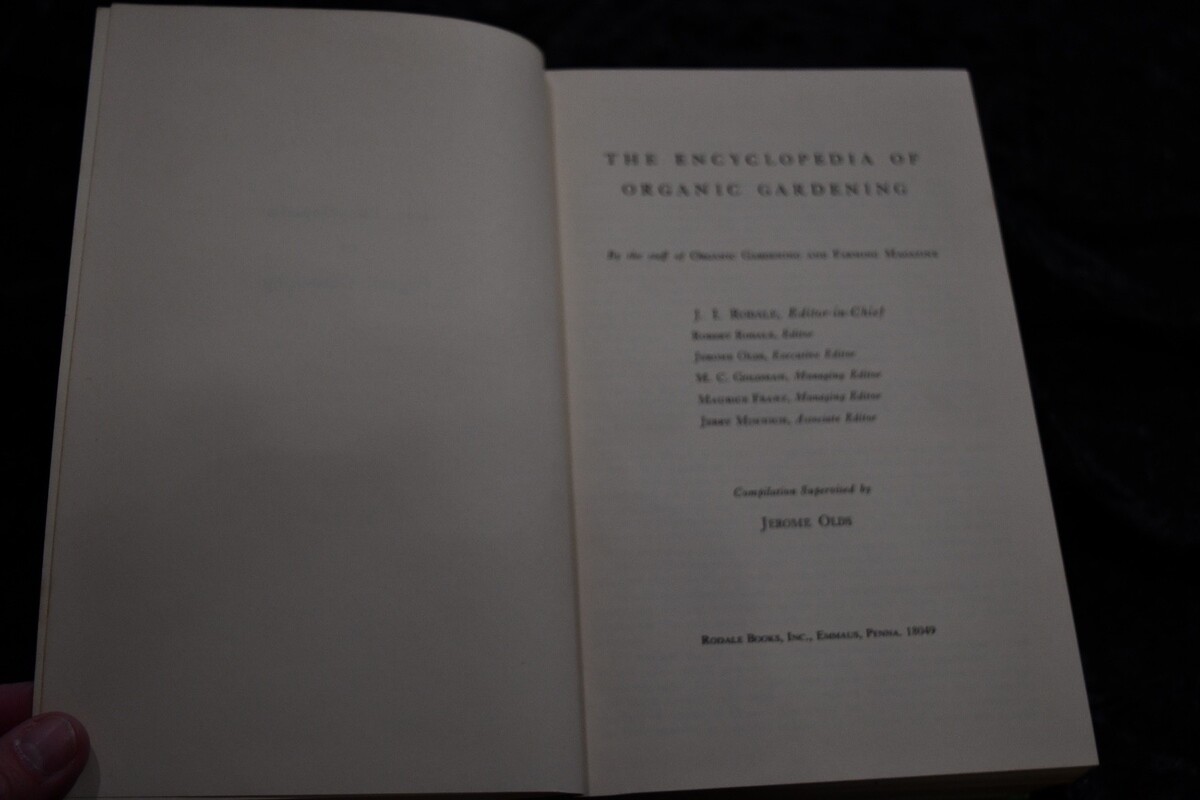 THE ENCYCLOPEDIA OF
ORGANIC GARDENING
By the staff of ORGANIC GARDENING AND FARMING MAGAZINE
J. I. RODALE, Editor-in-Chief
ROBERT RODALE, Editor
JEROME OLDS, Executive Editor
M. C. GOLDMAN, Managing Editor
MAURICE FRANZ, Managing Editor
JERRY Associate Editor
Compilation Supervised by
JEROME OLDS
RODALE BOOKS, INC., EMMAUS, PENNA. 18049